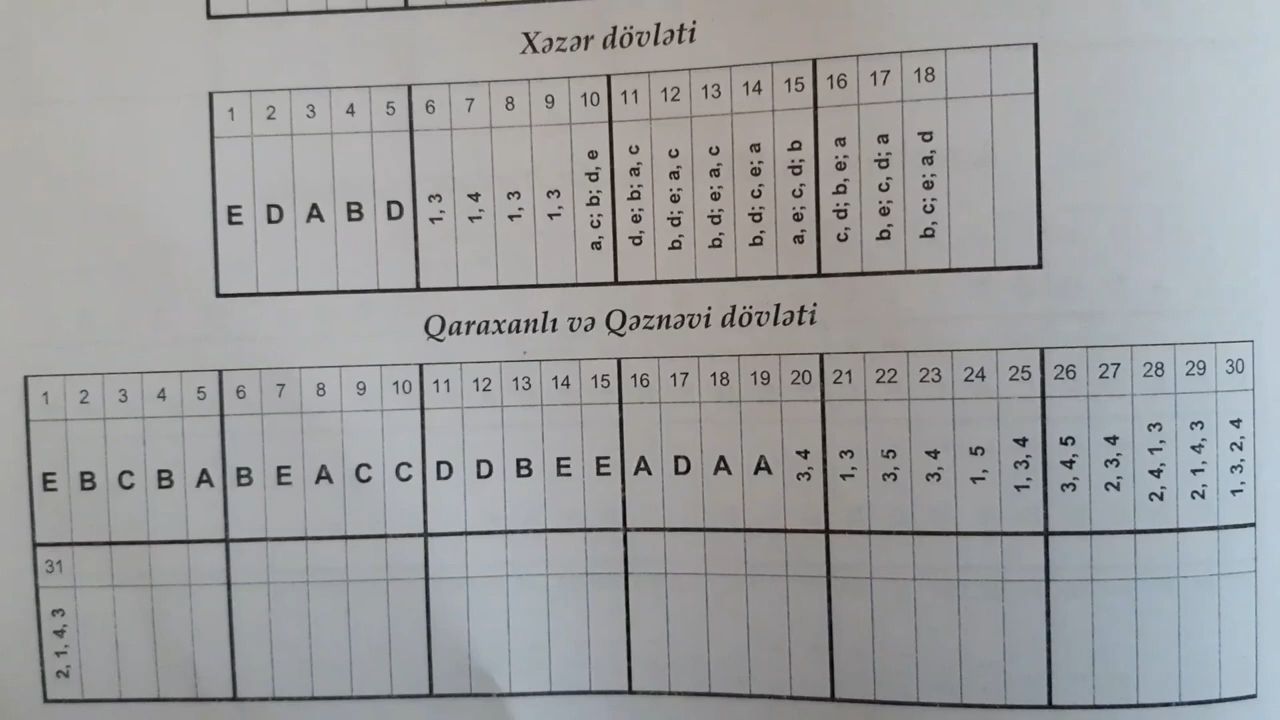 Xəzər dövləti
1 2 3 4 5 6 7 8 9 10 11 12 13 14 15 16 17 18
E D A B D 1, 3 1, 4 1, 3 1, 3 a, c; b; d, e d, e; b; a, c b, d; e; a, c b, d; e; a, c b, d; c, e; a a, e; c, d; b c, d; b, e; a b, e; c, d; a b, c; e; a, d
Qaraxanlı və Qəznəvi dövləti
1 2 3 4 5 6 7 8 9 10 11 12 13 14 15 16 17 18 19 20 21 22 23 24 25 26 27 28 29 30
E B C B A B E A C C D D B E E A D A A 3, 4 1, 3 3, 5 3, 4 1, 5 1, 3, 4 3, 4, 5 2, 3, 4 2, 4, 1, 3 2, 1, 4, 3 1, 3, 2, 4
31
2, 1, 4, 3